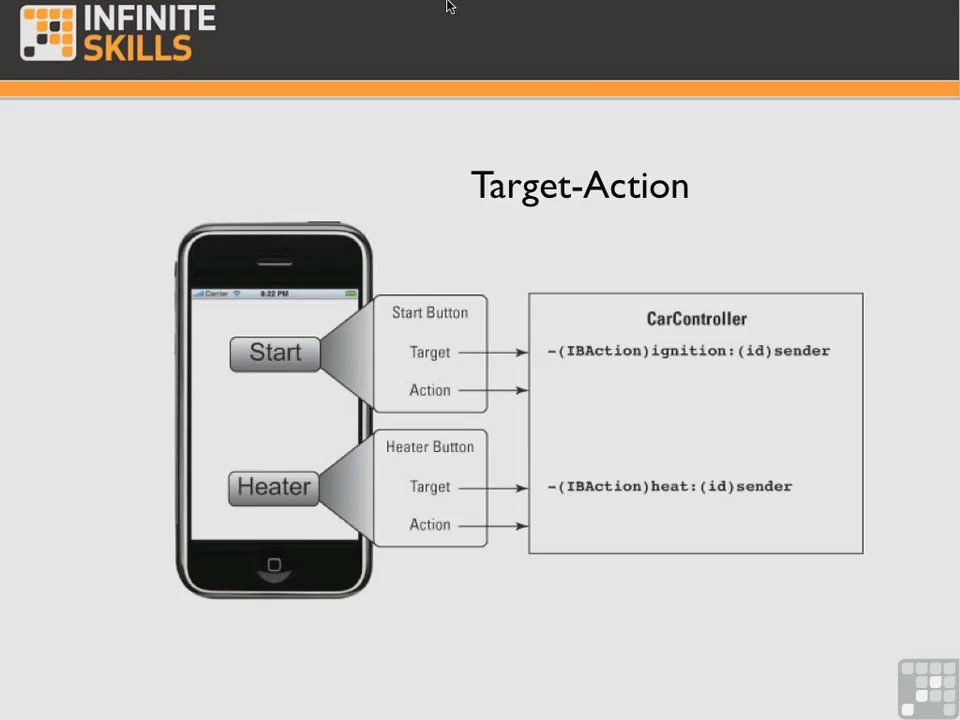 INFINITE
SKILLS
Target-Action
Carrier 8:22 PM
Start
Heater
Start Button
Target
Action
Heater Button
Target
Action
CarController
-(IBAction)ignition:(id)sender
-(IBAction)heat:(id)sender